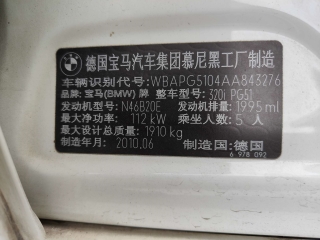 德国宝马汽车集团慕尼黑工厂制造
车辆识别代号:WBAPG5104AA843276
品牌:宝马(BMW)牌 整车型号:320i PG51
发动机型号:N46B20E 发动机排量:1995 ml
最大净功率:112 kW 乘坐人数:5 人
最大总质量:1910 kg
制造年月:2010.06 制造国:德国
6 978 092